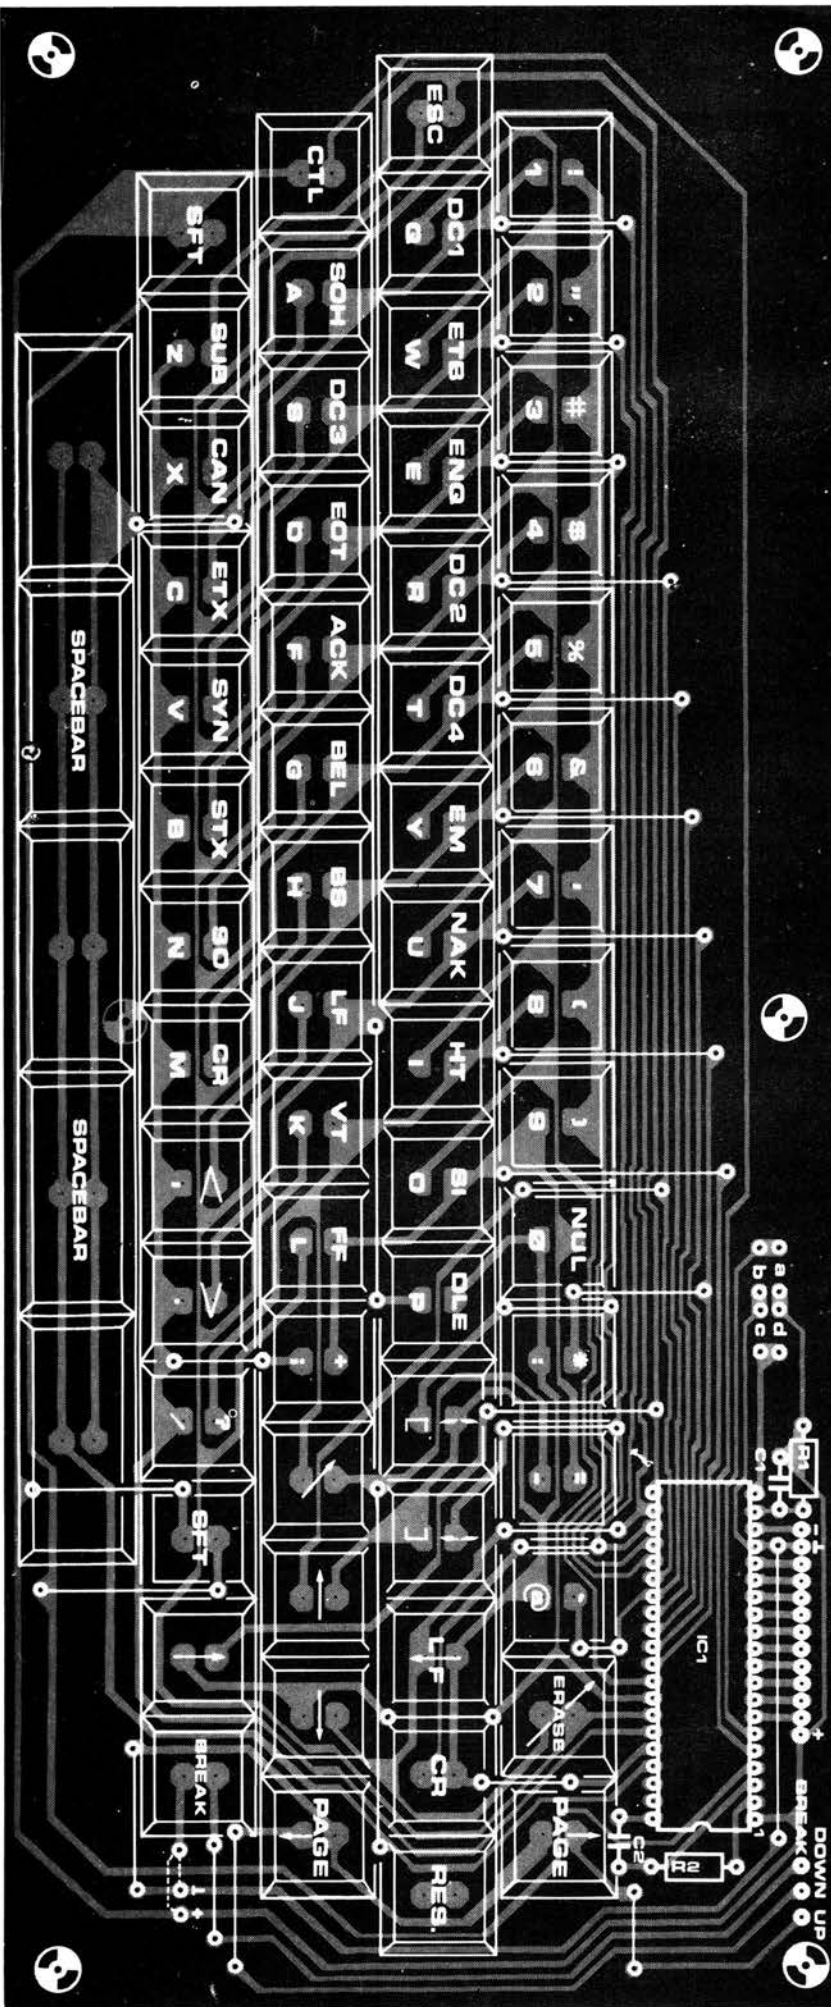 ! " # $ % & ' ( ) NUL * = ` ERASE PAGE
1 2 3 4 5 6 7 8 9 0 : - @
ESC DC1 ETB ENQ DC2 DC4 EM NAK HT SI DLE LF CR RES.
Q W E R T Y U I O P [ ]
CTL SOH DC3 EOT ACK BEL BS LF VT FF + PAGE
A S D F G H J K L ;
SFT SUB CAN ETX SYN STX SO CR < > ? SFT BREAK
Z X C V B N M , . /
SPACEBAR SPACEBAR
a d
b c
R1
C1
- ⊥
IC1
1
+
C2
R2
BREAK
DOWN UP
⊥ +